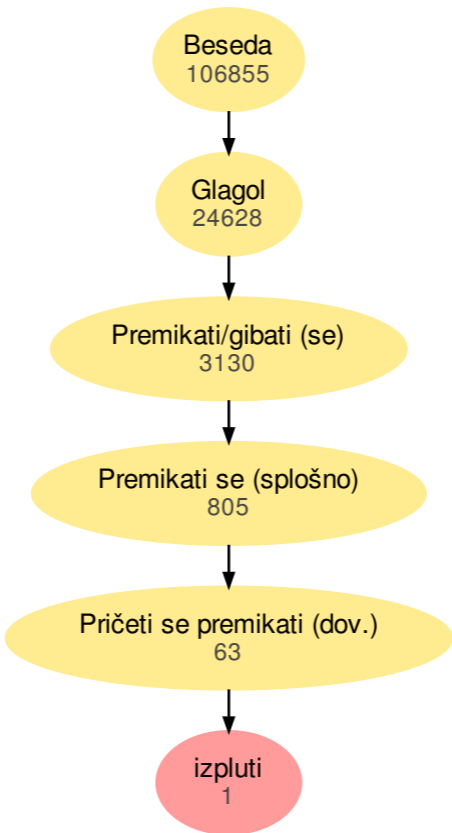 Beseda
106855
Glagol
24628
Premikati/gibati (se)
3130
Premikati se (splošno)
805
Pričeti se premikati (dov.)
63
izpluti
1